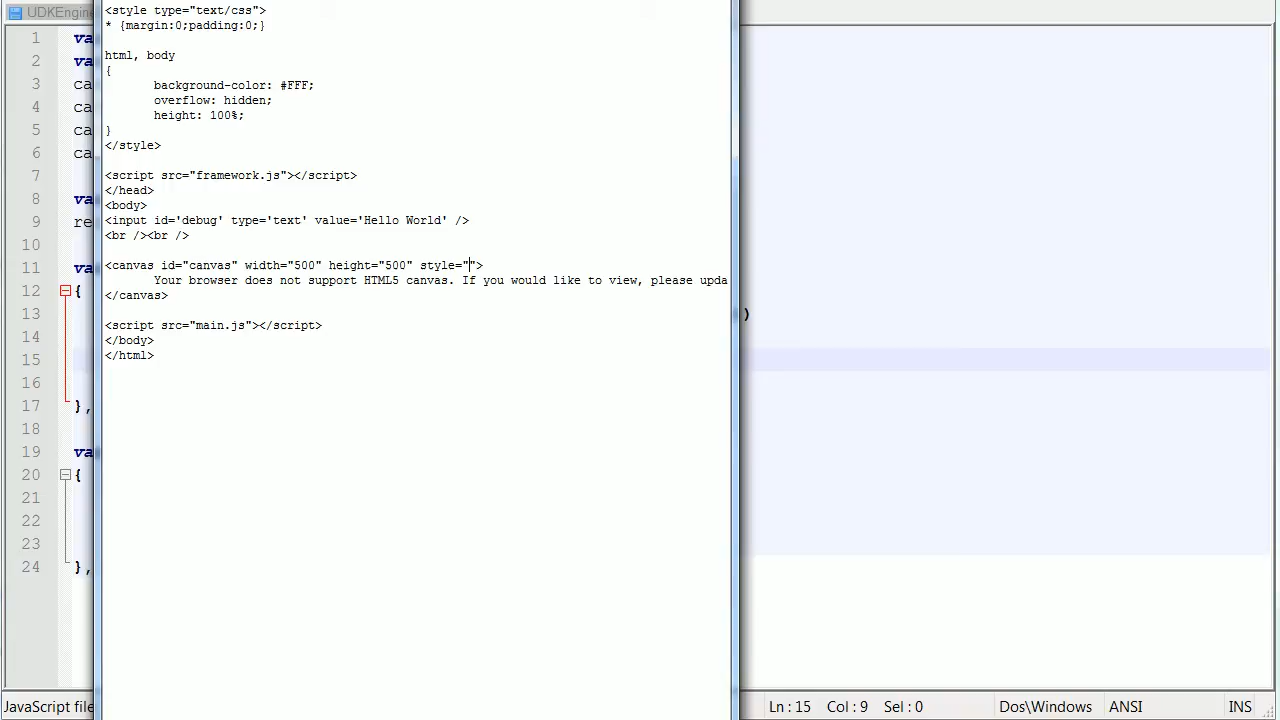 UDKEngine
<style type="text/css">
* {margin:0;padding:0;}
html, body
{
background-color: #FFF;
overflow: hidden;
height: 100%;
}
</style>
<script src="framework.js"></script>
</head>
<body>
<input id='debug' type='text' value='Hello World' />
<br /><br />
<canvas id="canvas" width="500" height="500" style="">
Your browser does not support HTML5 canvas. If you would like to view, please upda
</canvas>
<script src="main.js"></script>
</body>
</html>
1 va
2 va
3 ca
4 ca
5 ca
6 ca
7
8 va
9 re
10
11 va
12 {
13 )
14
15
16
17 },
18
19 va
20 {
21
22
23
24 },
JavaScript file Ln : 15 Col : 9 Sel : 0 Dos\Windows ANSI INS